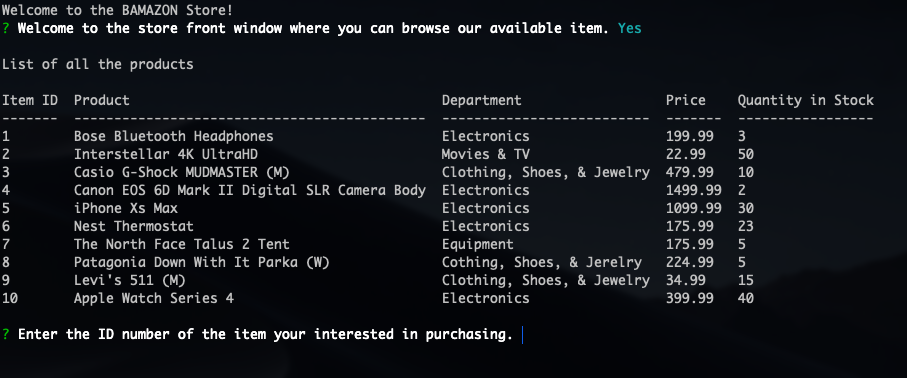 Welcome to the BAMAZON Store!
? Welcome to the store front window where you can browse our available item. Yes
List of all the products
Item ID  Product                                       Department                 Price    Quantity in Stock
-------  --------------------------------------------  --------------------------  -------  -----------------
1        Bose Bluetooth Headphones                     Electronics                199.99   3
2        Interstellar 4K UltraHD                       Movies & TV                22.99    50
3        Casio G-Shock MUDMASTER (M)                   Clothing, Shoes, & Jewelry 479.99   10
4        Canon EOS 6D Mark II Digital SLR Camera Body  Electronics                1499.99  2
5        iPhone Xs Max                                 Electronics                1099.99  30
6        Nest Thermostat                               Electronics                175.99   23
7        The North Face Talus 2 Tent                   Equipment                  175.99   5
8        Patagonia Down With It Parka (W)              Cothing, Shoes, & Jerelry  224.99   5
9        Levi's 511 (M)                                Clothing, Shoes, & Jewelry 34.99    15
10       Apple Watch Series 4                          Electronics                399.99   40
? Enter the ID number of the item your interested in purchasing.